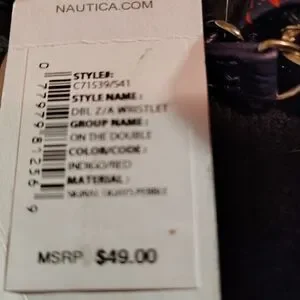 NAUTICA.COM
STYLE#:
C71539/541
STYLE NAME:
DBL Z/A WRISTLET
GROUP NAME:
ON THE DOUBLE
COLOR/CODE:
INDIGO/RED
MATERIAL:
MSRP $49.00